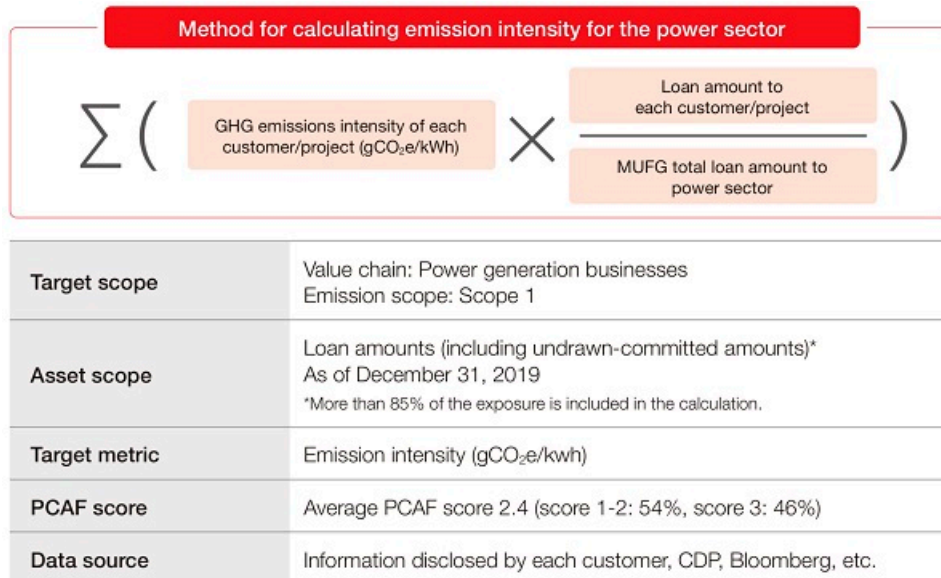 Method for calculating emission intensity for the power sector
∑ (
GHG emissions intensity of each
customer/project (gCO₂e/kWh)
×
Loan amount to
each customer/project
MUFG total loan amount to
power sector
)
Target scope
Value chain: Power generation businesses
Emission scope: Scope 1
Asset scope
Loan amounts (including undrawn-committed amounts)*
As of December 31, 2019
*More than 85% of the exposure is included in the calculation.
Target metric
Emission intensity (gCO₂e/kwh)
PCAF score
Average PCAF score 2.4 (score 1-2: 54%, score 3: 46%)
Data source
Information disclosed by each customer, CDP, Bloomberg, etc.